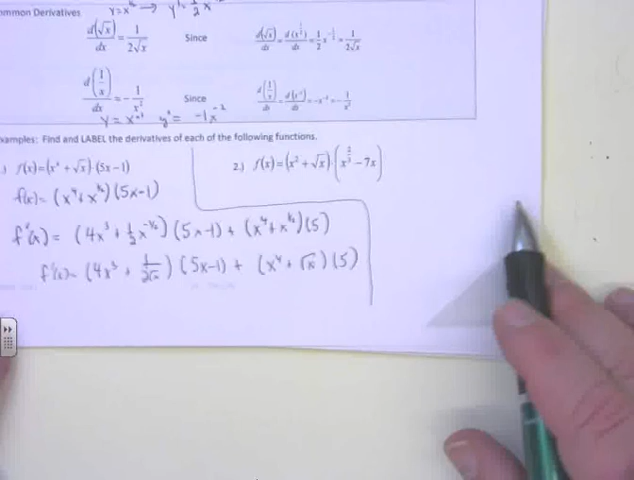 y=x^½ → y'= ½x
ommon Derivatives
d(√x)/dx = 1/(2√x) Since d(√x)/dx = d(x^(1/2))/dx = 1/2 x^(-1/2) = 1/(2√x)
d(1/x)/dx = -1/x² Since d(1/x)/dx = d(x⁻¹)/dx = -x⁻² = -1/x²
y=x⁻¹ y'= -1x⁻²
xamples: Find and LABEL the derivatives of each of the following functions.
.) f(x)=(x⁴+√x)·(5x−1)
2.) f(x)=(x²+√x)·(x^(2/3)−7x)
f(x)= (x⁴+x^½)(5x-1)
f'(x)= (4x³+½x^-½)(5x-1)+(x⁴+x^½)(5)
f'(x)= (4x³ + 1/(2√x))(5x-1) + (x⁴+√x)(5)